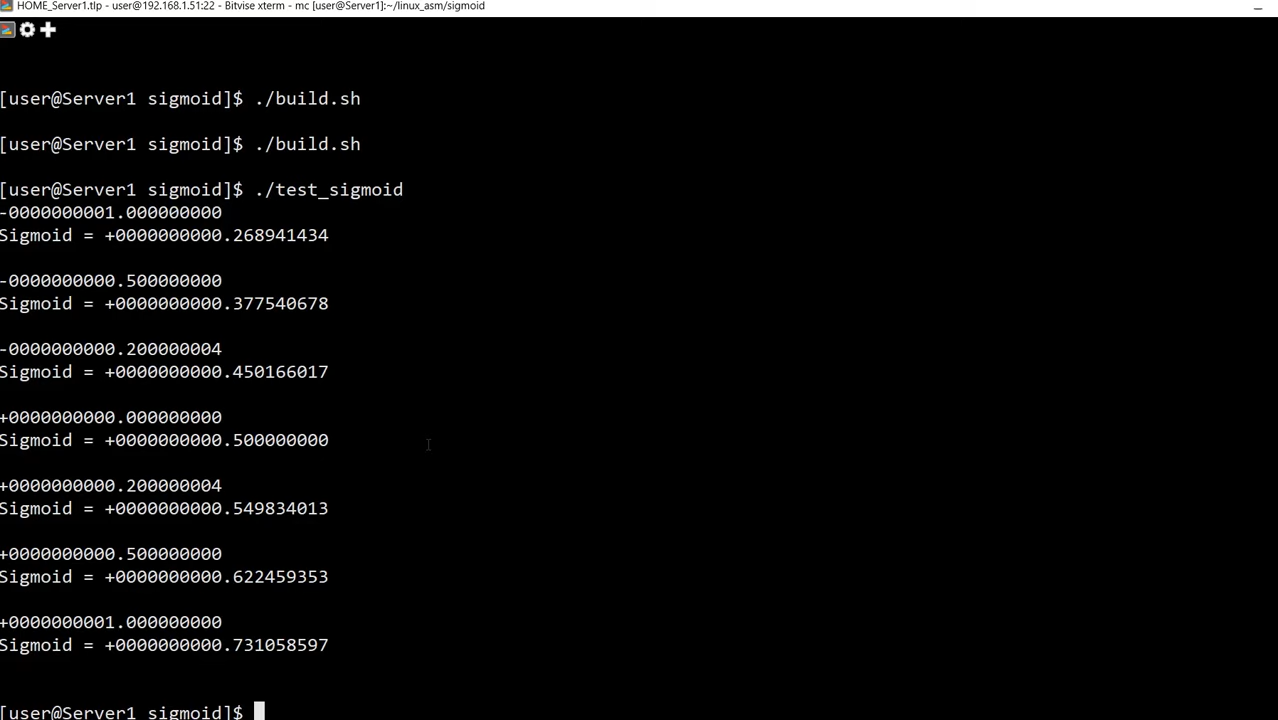 HOME_Server1.tlp - user@192.168.1.51:22 - Bitvise xterm - mc [user@Server1]:~/linux_asm/sigmoid
[user@Server1 sigmoid]$ ./build.sh
[user@Server1 sigmoid]$ ./build.sh
[user@Server1 sigmoid]$ ./test_sigmoid
-0000000001.000000000
Sigmoid = +0000000000.268941434
-0000000000.500000000
Sigmoid = +0000000000.377540678
-0000000000.200000004
Sigmoid = +0000000000.450166017
+0000000000.000000000
Sigmoid = +0000000000.500000000
+0000000000.200000004
Sigmoid = +0000000000.549834013
+0000000000.500000000
Sigmoid = +0000000000.622459353
+0000000001.000000000
Sigmoid = +0000000000.731058597
[user@Server1 sigmoid]$